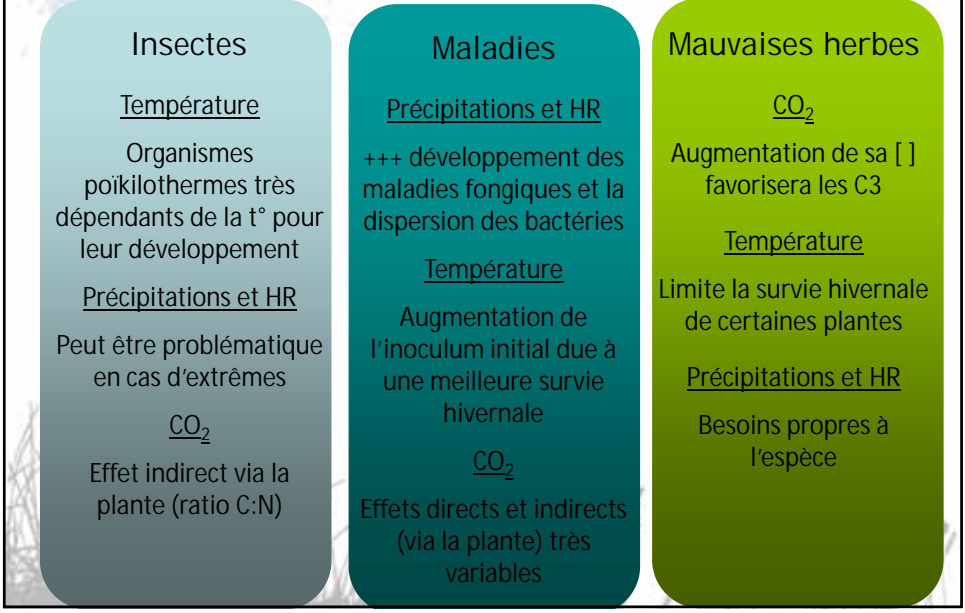 Insectes
Température
Organismes
poïkilothermes très
dépendants de la t° pour
leur développement
Précipitations et HR
Peut être problématique
en cas d'extrêmes
CO₂
Effet indirect via la
plante (ratio C:N)
Maladies
Précipitations et HR
+++ développement des
maladies fongiques et la
dispersion des bactéries
Température
Augmentation de
l'inoculum initial due à
une meilleure survie
hivernale
CO₂
Effets directs et indirects
(via la plante) très
variables
Mauvaises herbes
CO₂
Augmentation de sa [ ]
favorisera les C3
Température
Limite la survie hivernale
de certaines plantes
Précipitations et HR
Besoins propres à
l'espèce